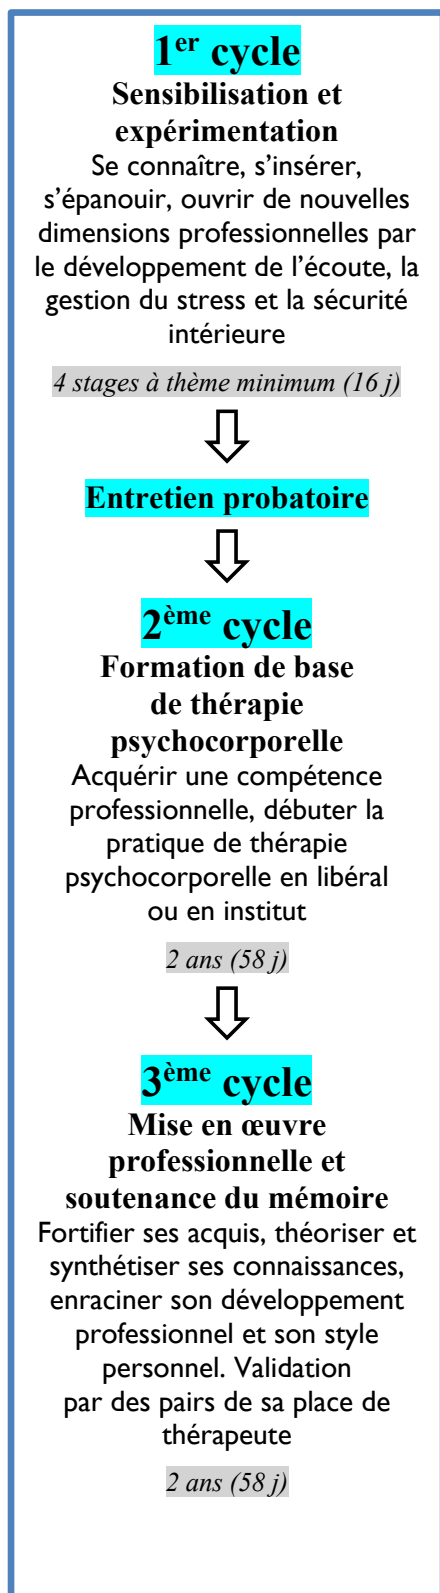 1er cycle
Sensibilisation et
expérimentation
Se connaître, s’insérer,
s’épanouir, ouvrir de nouvelles
dimensions professionnelles par
le développement de l’écoute, la
gestion du stress et la sécurité
intérieure
4 stages à thème minimum (16 j)
Entretien probatoire
2ème cycle
Formation de base
de thérapie
psychocorporelle
Acquérir une compétence
professionnelle, débuter la
pratique de thérapie
psychocorporelle en libéral
ou en institut
2 ans (58 j)
3ème cycle
Mise en œuvre
professionnelle et
soutenance du mémoire
Fortifier ses acquis, théoriser et
synthétiser ses connaissances,
enraciner son développement
professionnel et son style
personnel. Validation
par des pairs de sa place de
thérapeute
2 ans (58 j)